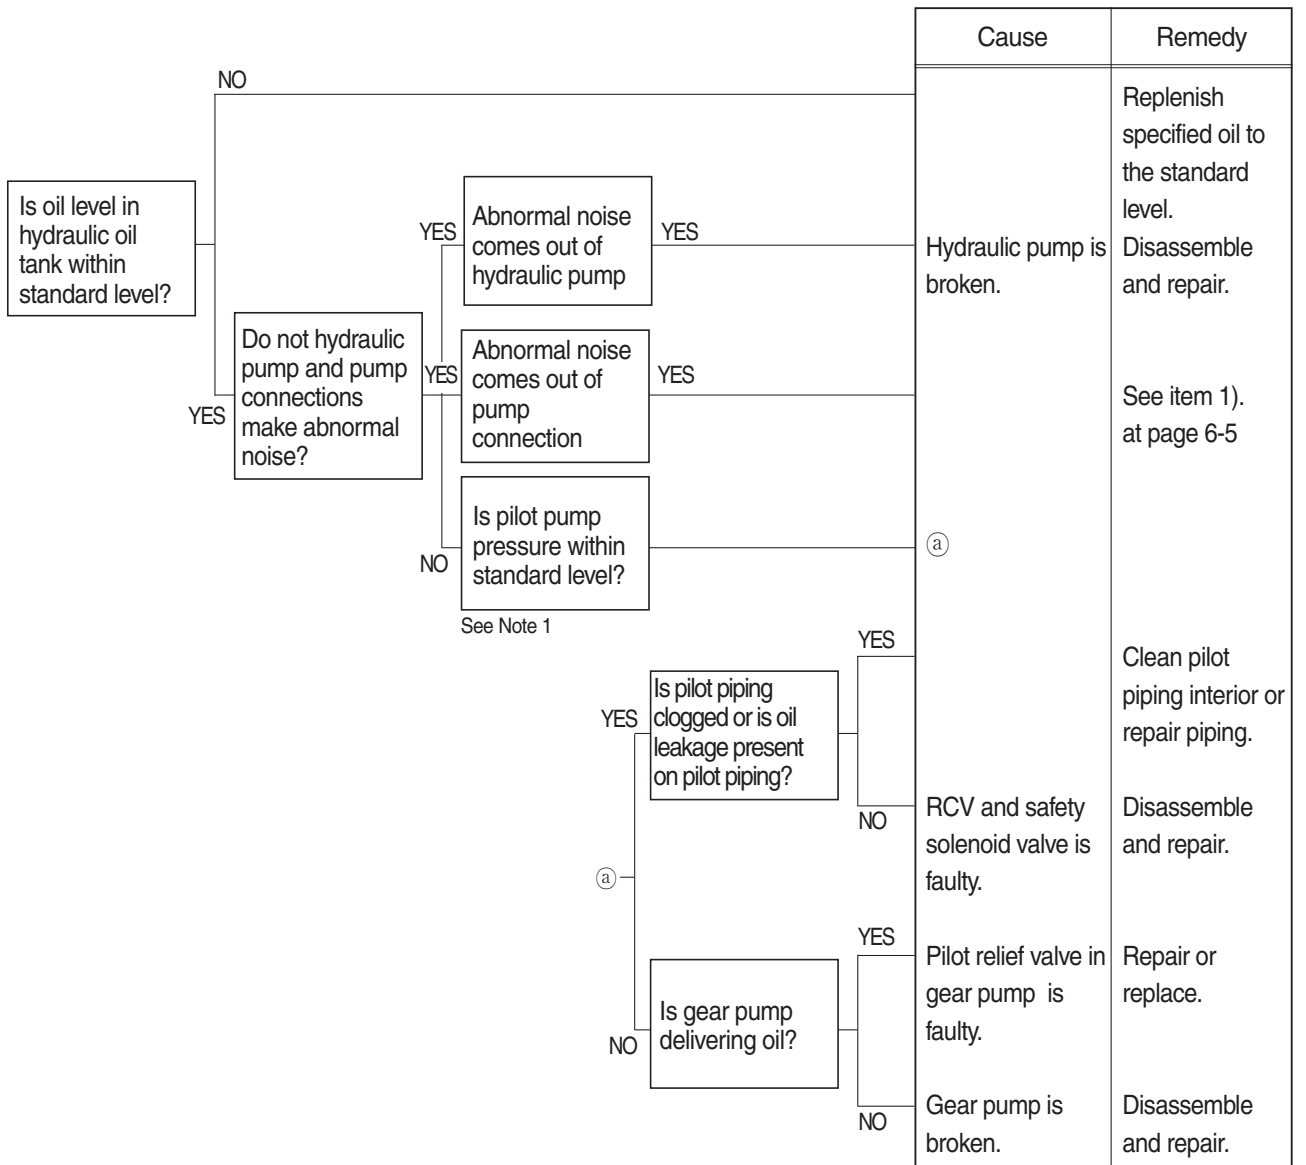 Cause
Remedy
NO
Replenish
specified oil to
the standard
level.
Is oil level in
hydraulic oil
tank within
standard level?
YES
Abnormal noise
comes out of
hydraulic pump
YES
Hydraulic pump is
broken.
Disassemble
and repair.
YES
Do not hydraulic
pump and pump
connections
make abnormal
noise?
YES
Abnormal noise
comes out of
pump
connection
YES
See item 1).
at page 6-5
NO
Is pilot pump
pressure within
standard level?
See Note 1
ⓐ
ⓐ
YES
Is pilot piping
clogged or is oil
leakage present
on pilot piping?
YES
Clean pilot
piping interior or
repair piping.
NO
RCV and safety
solenoid valve is
faulty.
Disassemble
and repair.
NO
Is gear pump
delivering oil?
YES
Pilot relief valve in
gear pump is
faulty.
Repair or
replace.
NO
Gear pump is
broken.
Disassemble
and repair.